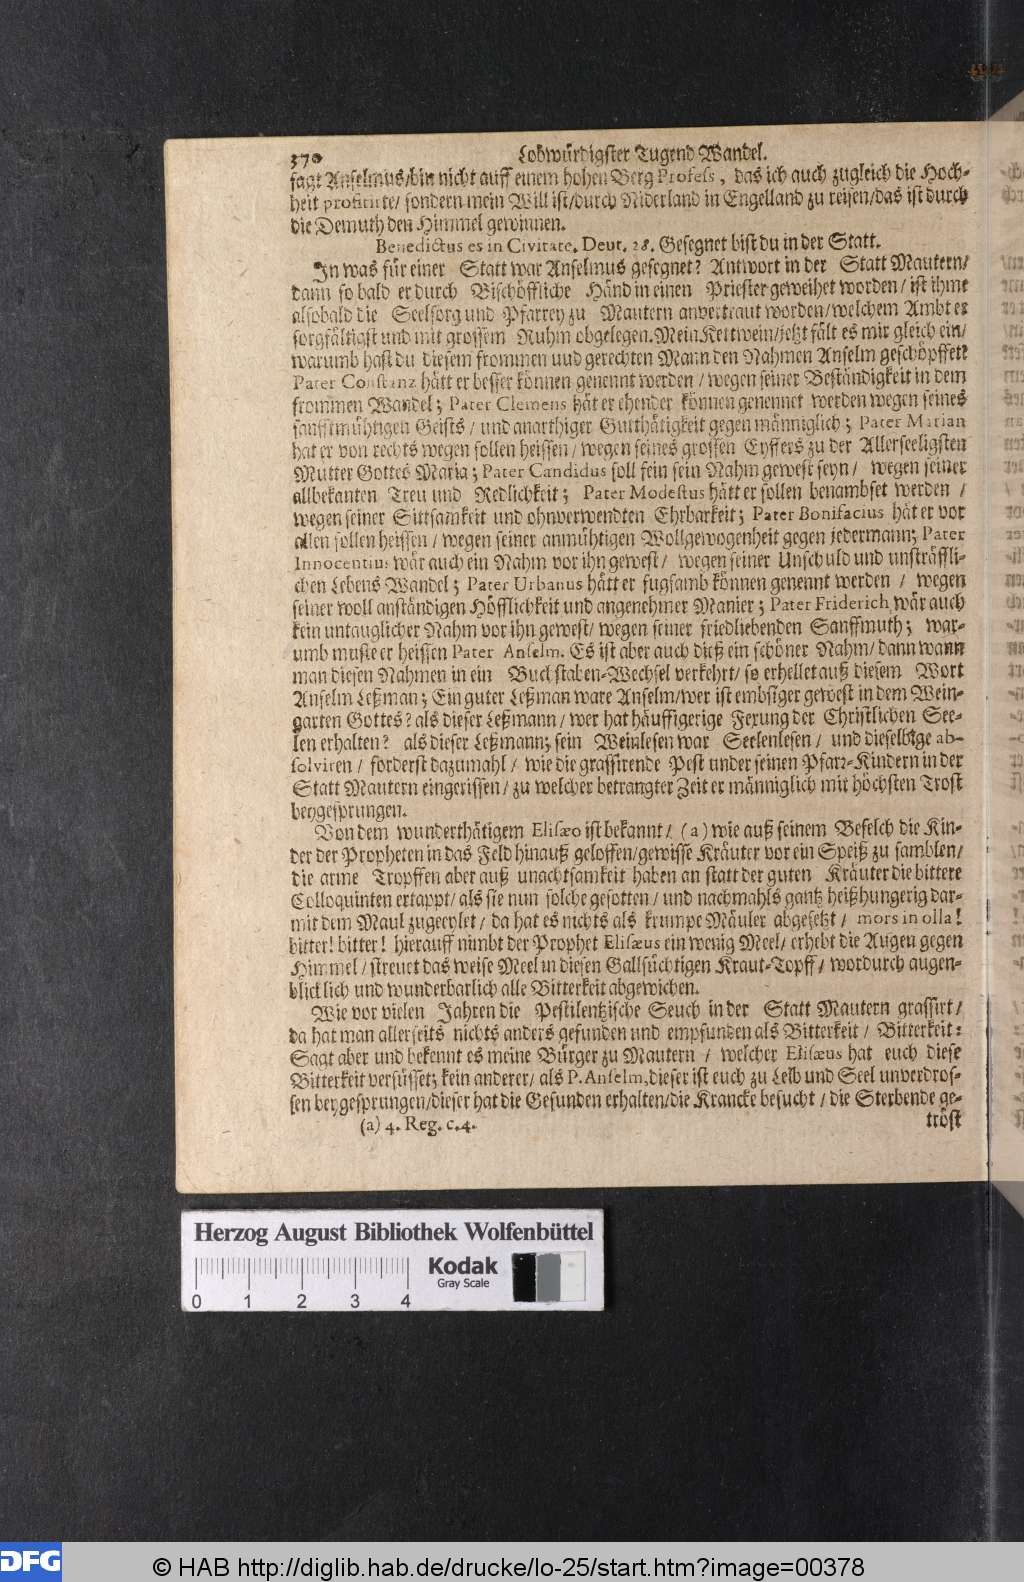 370 Lobwürdigster Tugend Wandel.
sagt Anselmus/bin nicht auff einem hohen Berg Profess, das ich auch zugleich die Hoch-
heit profitirte/ sondern mein Will ist/durch Niderland in Engelland zu reisen/das ist durch
die Demuth den Himmel gewinnen.
Benedictus es in Civitate. Deut. 28. Gesegnet bist du in der Statt.
In was für einer Statt war Anselmus gesegnet? Antwort in der Statt Mautern/
dann so bald er durch Bischöffliche Händ in einen Priester geweihet worden/ ist ihme
alsobald die Seelsorg und Pfarrey zu Mautern anvertraut worden/welchem Ambt er
sorgfältigst und mit grossem Ruhm obgelegen. Mein Kettwein/jetzt fält es mir gleich ein/
warumb hast du diesem frommen uud gerechten Mann den Nahmen Anselm geschöpffet?
Pater Constanz hätt er besser können genennt werden / wegen seiner Beständigkeit in dem
frommen Wandel; Pater Clemens hät er ehender können genennet werden wegen seines
sanfftmühtigen Geists / und anarthiger Gutthätigkeit gegen männiglich; Pater Marian
hat er von rechts wegen sollen heissen / wegen seines grossen Eyffers zu der Allerseeligsten
Mutter Gottes Maria; Pater Candidus soll sein sein Nahm gewest seyn / wegen seiner
allbekanten Treu und Redlichkeit; Pater Modestus hätt er sollen benambset werden /
wegen seiner Sittsamkeit und ohnverwendten Ehrbarkeit; Pater Bonifacius hät er vor
allen sollen heissen / wegen seiner anmühtigen Wollgewogenheit gegen jedermann; Pater
Innocentius wär auch ein Nahm vor ihn gewest / wegen seiner Unschuld und unsträffli-
chen Lebens Wandel; Pater Urbanus hätt er fugsamb können genennt werden / wegen
seiner woll anständigen Höfflichkeit und angenehmer Manier; Pater Friderich wär auch
kein untauglicher Nahm vor ihn gewest/ wegen seiner friedliebenden Sanffmuth; war-
umb muste er heissen Pater Anselm. Es ist aber auch dieß ein schöner Nahm/ dann wann
man diesen Nahmen in ein Buchstaben-Wechsel verkehrt/ so erhellet auß diesem Wort
Anselm Leßman; Ein guter Leßman ware Anselm/wer ist embsiger gewest in dem Wein-
garten Gottes? als dieser Leßmann / wer hat häuffigerige Fexung der Christlichen See-
len erhalten? als dieser Leßmann; sein Weinlesen war Seelenlesen / und dieselbige ab-
solviren / forderst dazumahl / wie die grassirende Pest under seinen Pfarr-Kindern in der
Statt Mautern eingerissen / zu welcher betrangter Zeit er männiglich mit höchsten Trost
beygesprungen.
Von dem wunderthätigem Elisæo ist bekannt / (a) wie auß seinem Befelch die Kin-
der der Propheten in das Feld hinauß geloffen/gewisse Kräuter vor ein Speiß zu samblen/
die arme Tropffen aber auß unachtsamkeit haben an statt der guten Kräuter die bittere
Colloquinten ertappt/ als sie nun solche gesotten / und nachmahls gantz heißhungerig dar-
mit dem Maul zugeeylet / da hat es nichts als krumpe Mäuler abgesetzt / mors in olla!
bitter! bitter! hierauff nimbt der Prophet Elisæus ein wenig Meel/ erhebt die Augen gegen
Himmel / streuet das weise Meel in diesen Gallsüchtigen Kraut-Topff / wordurch augen-
blicklich und wunderbarlich alle Bitterkeit abgewichen.
Wie vor vielen Jahren die Pestilentzische Seuch in der Statt Mautern grassirt /
da hat man allerseits nichts anders gefunden und empfunden als Bitterkeit / Bitterkeit:
Sagt aber und bekennt es meine Bürger zu Mautern / welcher Elisæus hat euch diese
Bitterkeit versüsset; kein anderer/ als P. Anselm, dieser ist euch zu Leib und Seel unverdros-
sen beygesprungen/dieser hat die Gesunden erhalten/die Krancke besucht / die Sterbende ge-
(a) 4. Reg. c.4. tröst
Herzog August Bibliothek Wolfenbüttel
Kodak
Gray Scale
0 1 2 3 4
DFG
© HAB http://diglib.hab.de/drucke/lo-25/start.htm?image=00378